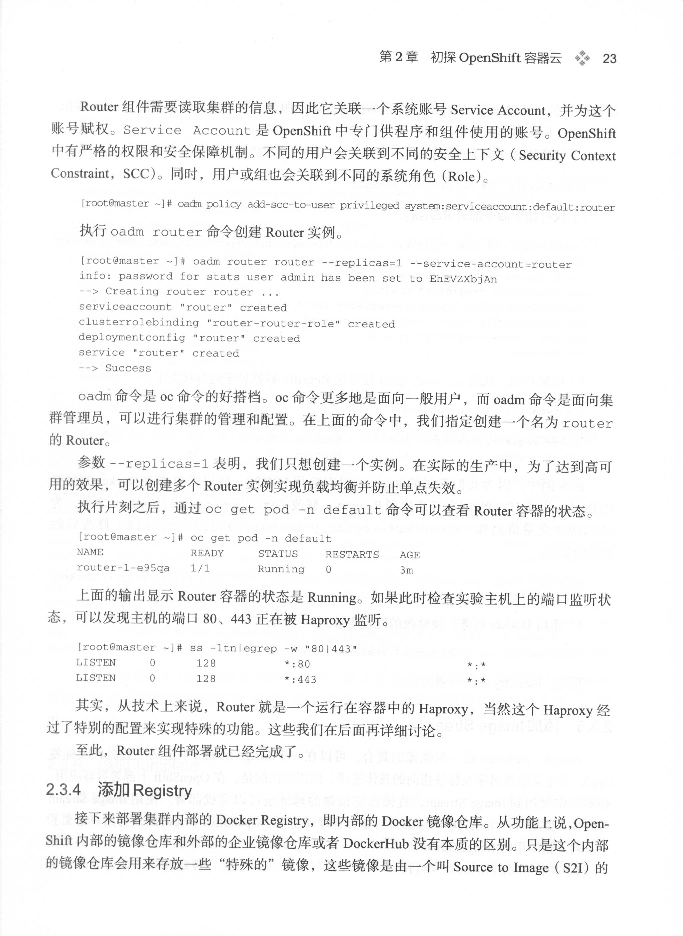 第 2 章 初探 OpenShift 容器云 23
Router 组件需要读取集群的信息，因此它关联一个系统账号 Service Account，并为这个
账号赋权。Service Account 是 OpenShift 中专门供程序和组件使用的账号。OpenShift
中有严格的权限和安全保障机制。不同的用户会关联到不同的安全上下文（Security Context
Constraint，SCC）。同时，用户或组也会关联到不同的系统角色（Role）。
[root@master ~]# oadm policy add-scc-to-user privileged system:serviceaccount:default:router
执行 oadm router 命令创建 Router 实例。
[root@master ~]# oadm router router --replicas=1 --service-account=router
info: password for stats user admin has been set to EhEVZXbjAn
--> Creating router router ...
serviceaccount "router" created
clusterrolebinding "router-router-role" created
deploymentconfig "router" created
service "router" created
--> Success
oadm 命令是 oc 命令的好搭档。oc 命令更多地是面向一般用户，而 oadm 命令是面向集
群管理员，可以进行集群的管理和配置。在上面的命令中，我们指定创建一个名为 router
的 Router。
参数 --replicas=1 表明，我们只想创建一个实例。在实际的生产中，为了达到高可
用的效果，可以创建多个 Router 实例实现负载均衡并防止单点失效。
执行片刻之后，通过 oc get pod -n default 命令可以查看 Router 容器的状态。
[root@master ~]# oc get pod -n default
NAME READY STATUS RESTARTS AGE
router-1-e95qa 1/1 Running 0 3m
上面的输出显示 Router 容器的状态是 Running。如果此时检查实验主机上的端口监听状
态，可以发现主机的端口 80、443 正在被 Haproxy 监听。
[root@master ~]# ss -ltn|egrep -w "80|443"
LISTEN 0 128 *:80 *:*
LISTEN 0 128 *:443 *:*
其实，从技术上来说，Router 就是一个运行在容器中的 Haproxy，当然这个 Haproxy 经
过了特别的配置来实现特殊的功能。这些我们在后面再详细讨论。
至此，Router 组件部署就已经完成了。
2.3.4 添加 Registry
接下来部署集群内部的 Docker Registry，即内部的 Docker 镜像仓库。从功能上说，Open-
Shift 内部的镜像仓库和外部的企业镜像仓库或者 DockerHub 没有本质的区别。只是这个内部
的镜像仓库会用来存放一些“特殊的”镜像，这些镜像是由一个叫 Source to Image（S2I）的